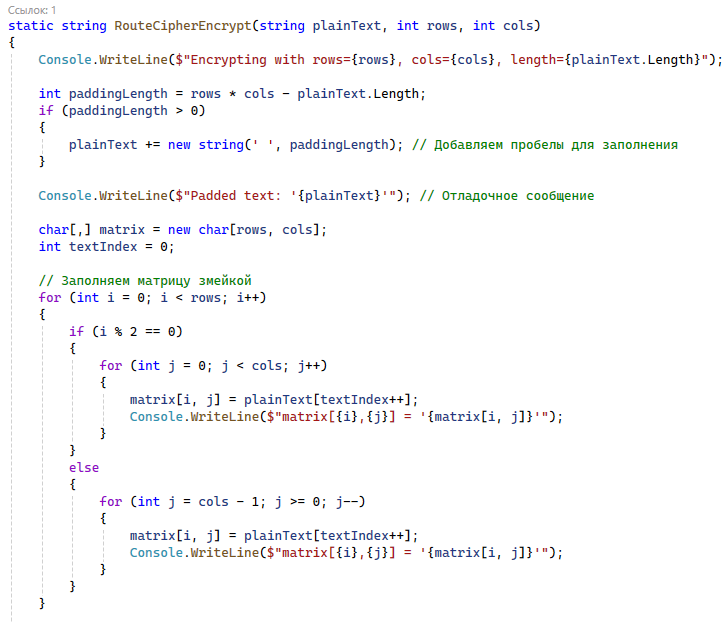 Ссылок: 1
static string RouteCipherEncrypt(string plainText, int rows, int cols)
{
    Console.WriteLine($"Encrypting with rows={rows}, cols={cols}, length={plainText.Length}");

    int paddingLength = rows * cols - plainText.Length;
    if (paddingLength > 0)
    {
        plainText += new string(' ', paddingLength); // Добавляем пробелы для заполнения
    }

    Console.WriteLine($"Padded text: '{plainText}'"); // Отладочное сообщение

    char[,] matrix = new char[rows, cols];
    int textIndex = 0;

    // Заполняем матрицу змейкой
    for (int i = 0; i < rows; i++)
    {
        if (i % 2 == 0)
        {
            for (int j = 0; j < cols; j++)
            {
                matrix[i, j] = plainText[textIndex++];
                Console.WriteLine($"matrix[{i},{j}] = '{matrix[i, j]}'");
            }
        }
        else
        {
            for (int j = cols - 1; j >= 0; j--)
            {
                matrix[i, j] = plainText[textIndex++];
                Console.WriteLine($"matrix[{i},{j}] = '{matrix[i, j]}'");
            }
        }
    }